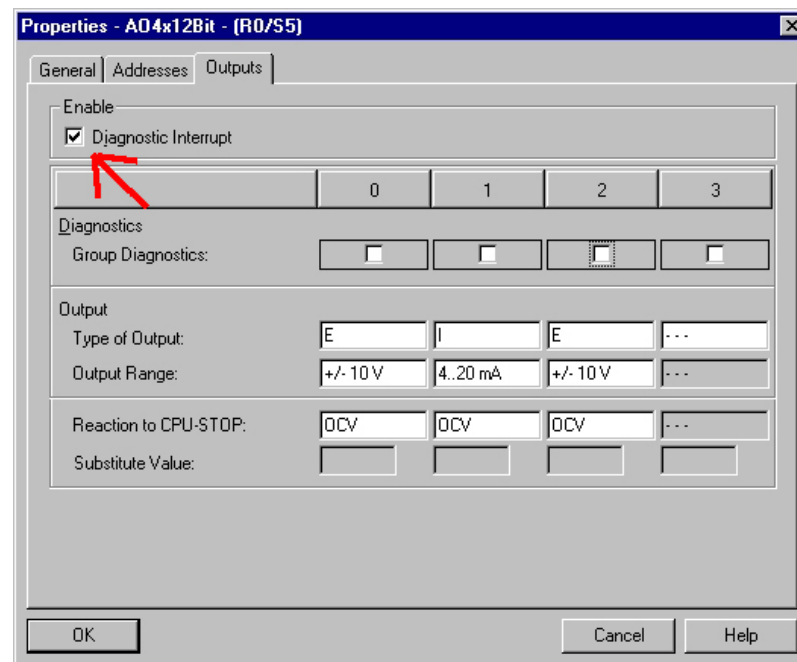 Properties - AO4x12Bit - (R0/S5)
General Addresses Outputs
Enable
Diagnostic Interrupt
0 1 2 3
Diagnostics
Group Diagnostics:
Output
Type of Output: E I E - - -
Output Range: +/- 10 V 4..20 mA +/- 10 V - - -
Reaction to CPU-STOP: OCV OCV OCV - - -
Substitute Value:
OK Cancel Help